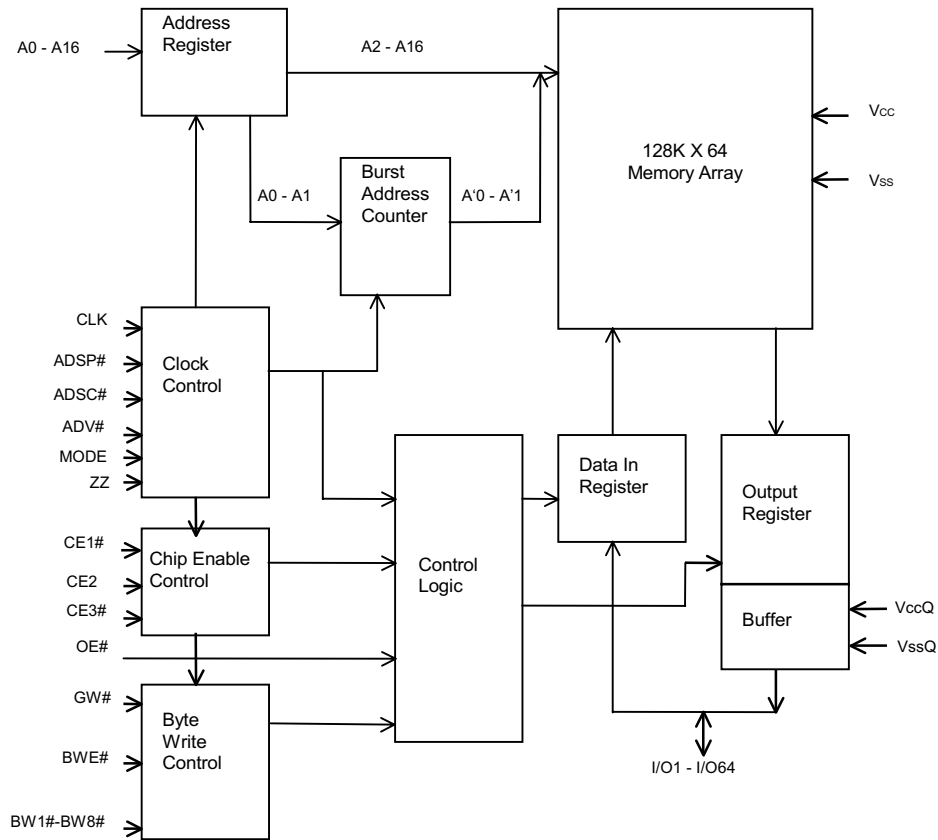 Address
Register
A0 - A16
A2 - A16
128K X 64
Memory Array
Vcc
Vss
Burst
Address
Counter
A0 - A1
A'0 - A'1
CLK
ADSP#
ADSC#
ADV#
MODE
ZZ
Clock
Control
CE1#
CE2
CE3#
Chip Enable
Control
OE#
GW#
BWE#
BW1#-BW8#
Byte
Write
Control
Control
Logic
Data In
Register
Output
Register
Buffer
VccQ
VssQ
I/O1 - I/O64